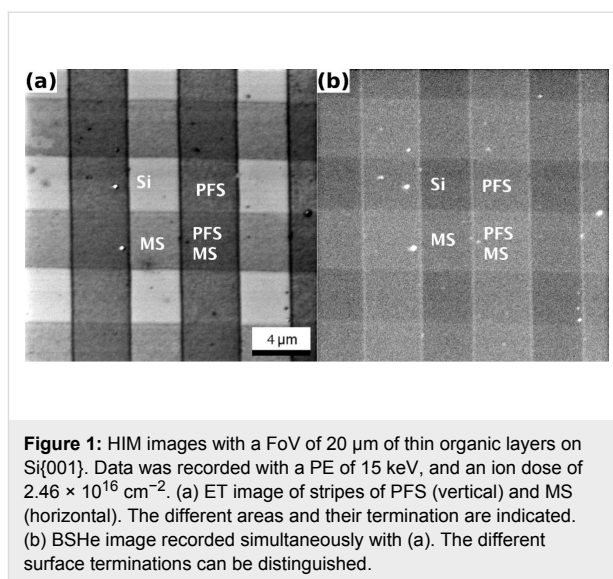 (a) (b)
Si PFS Si PFS
MS PFS MS PFS
MS MS
4 µm
Figure 1: HIM images with a FoV of 20 µm of thin organic layers on
Si{001}. Data was recorded with a PE of 15 keV, and an ion dose of
2.46 × 10¹⁶ cm⁻². (a) ET image of stripes of PFS (vertical) and MS
(horizontal). The different areas and their termination are indicated.
(b) BSHe image recorded simultaneously with (a). The different
surface terminations can be distinguished.